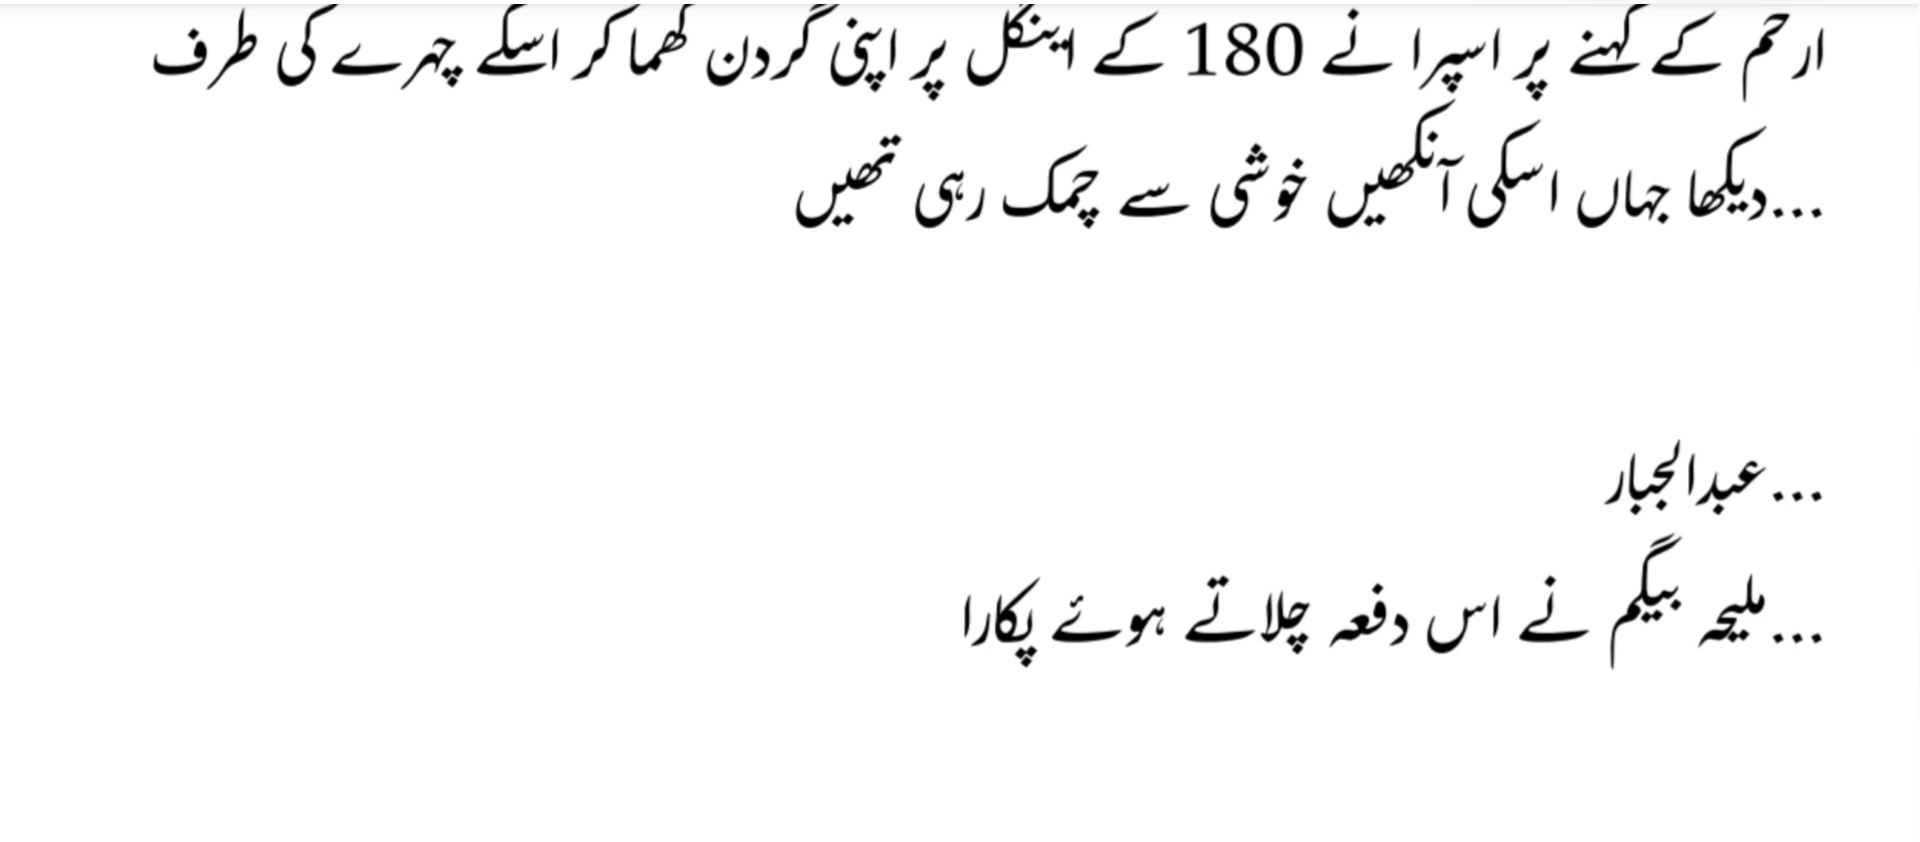 ارحم کے کہنے پر اسپرا نے 180 کے اینگل پر اپنی گردن گھما کر اسکے چہرے کی طرف
...دیکھا جہاں اسکی آنکھیں خوشی سے چمک رہی تھیں
...عبدالجبار
...ملیحہ بیگم نے اس دفعہ چلاتے ہوئے پکارا